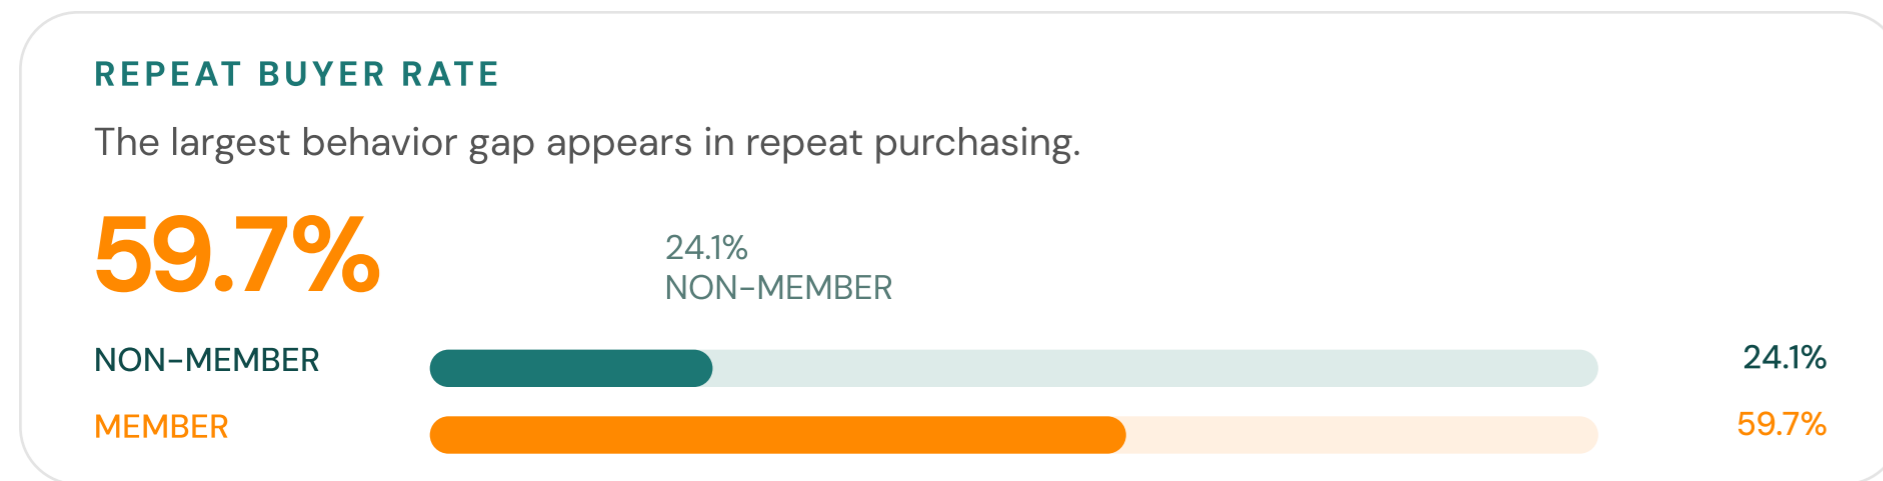 REPEAT BUYER RATE
The largest behavior gap appears in repeat purchasing.
59.7%
24.1%
NON-MEMBER
NON-MEMBER 24.1%
MEMBER 59.7%